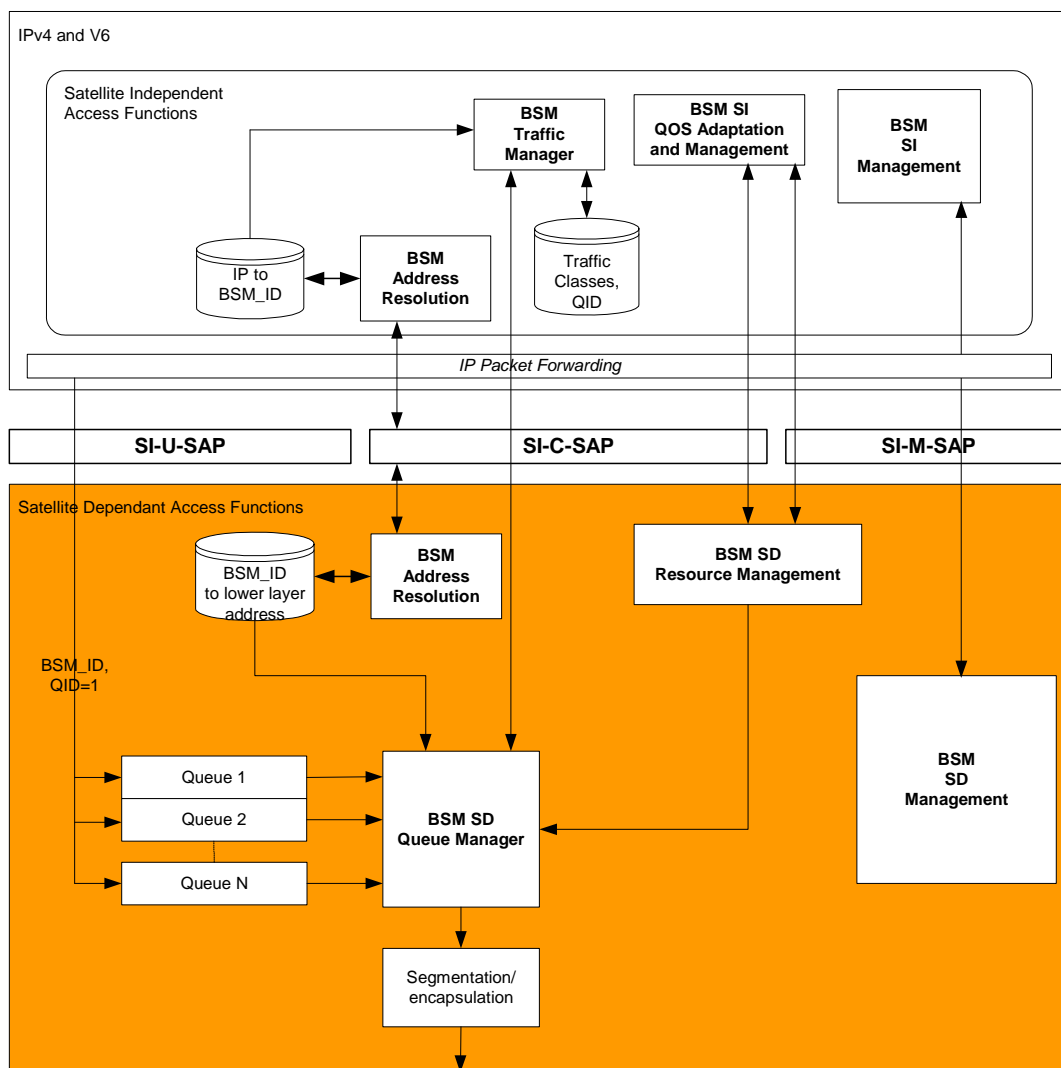 IPv4 and V6
Satellite Independent
Access Functions
BSM
Traffic
Manager
BSM SI
QOS Adaptation
and Management
BSM
SI
Management
IP to
BSM_ID
BSM
Address
Resolution
Traffic
Classes,
QID
IP Packet Forwarding
SI-U-SAP
SI-C-SAP
SI-M-SAP
Satellite Dependant Access Functions
BSM_ID
to lower layer
address
BSM
Address
Resolution
BSM SD
Resource Management
BSM_ID,
QID=1
Queue 1
Queue 2
Queue N
BSM SD
Queue Manager
BSM
SD
Management
Segmentation/
encapsulation